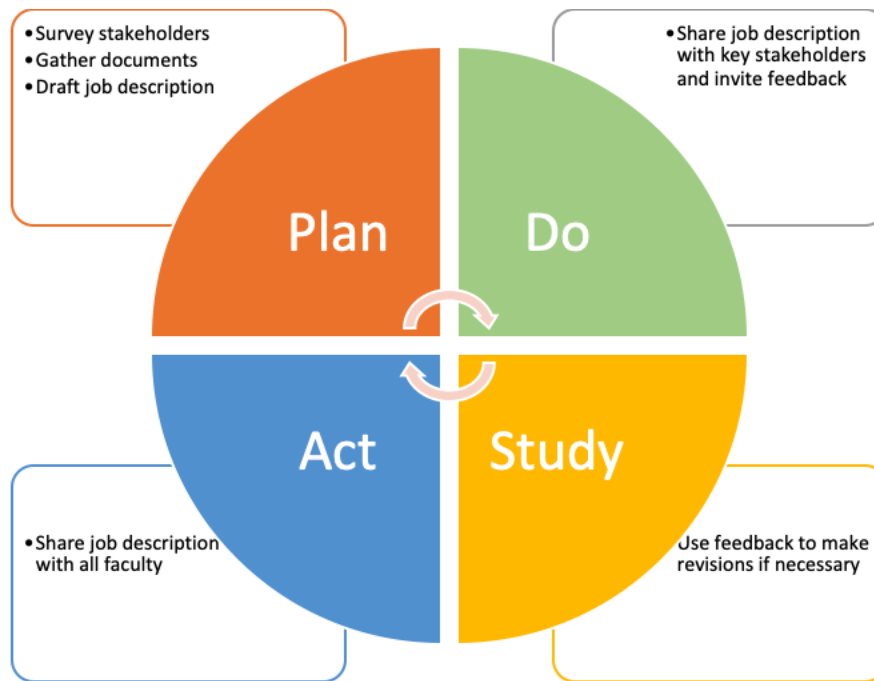 •Survey stakeholders
•Gather documents
•Draft job description
•Share job description
with key stakeholders
and invite feedback
Plan
Do
Act
Study
•Share job description
with all faculty
Use feedback to make
revisions if necessary